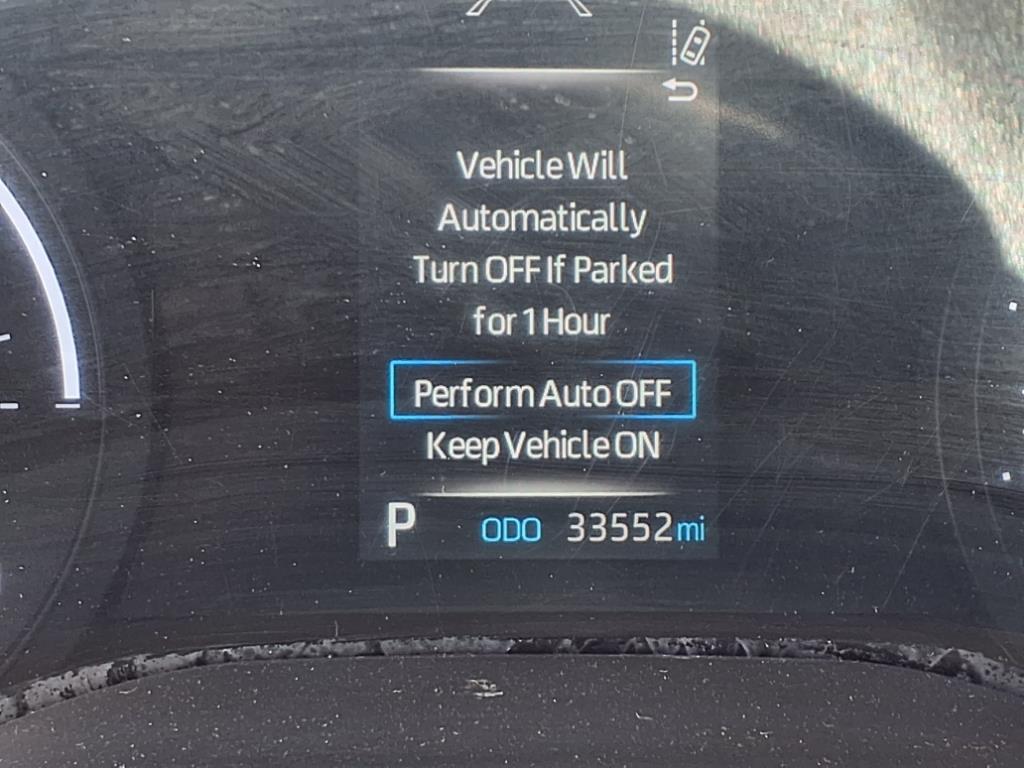 Vehicle Will
Automatically
Turn OFF If Parked
for 1 Hour
Perform Auto OFF
Keep Vehicle ON
P ODO 33552 mi